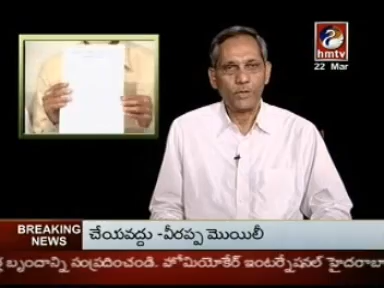 hmtv
22 Mar
BREAKING
NEWS
చేయవద్దు -వీరప్ప మొయిలీ
బృందాన్ని సంప్రదించండి. హోమియోకేర్ ఇంటర్నేషనల్ హైదరాబా